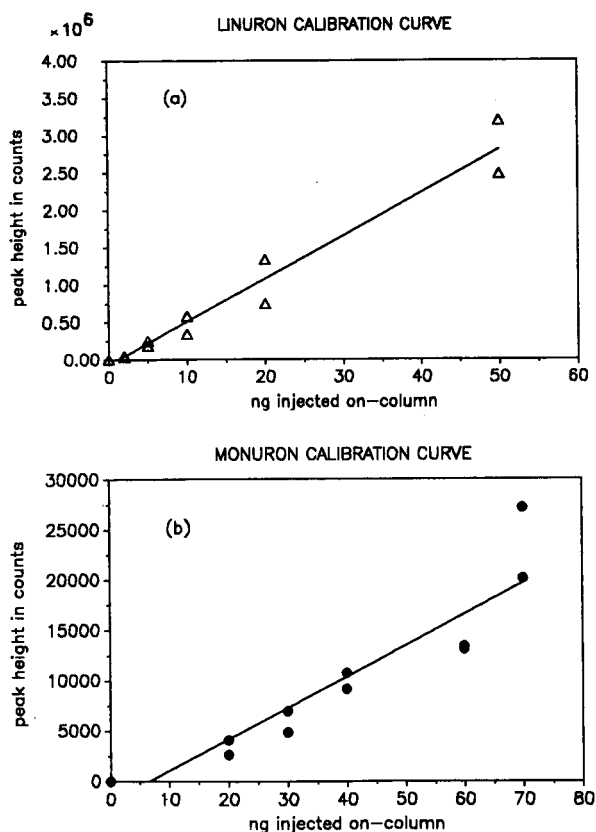 LINURON CALIBRATION CURVE
×10^6
(a)
4.00
3.50
3.00
2.50
2.00
1.50
1.00
0.50
0.00
peak height in counts
0 10 20 30 40 50 60
ng injected on-column
MONURON CALIBRATION CURVE
(b)
30000
25000
20000
15000
10000
5000
0
peak height in counts
0 10 20 30 40 50 60 70 80
ng injected on-column